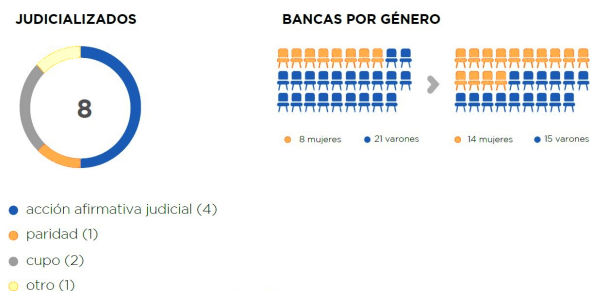 JUDICIALIZADOS
8
acción afirmativa judicial (4)
paridad (1)
cupo (2)
otro (1)
BANCAS POR GÉNERO
8 mujeres
21 varones
14 mujeres
15 varones